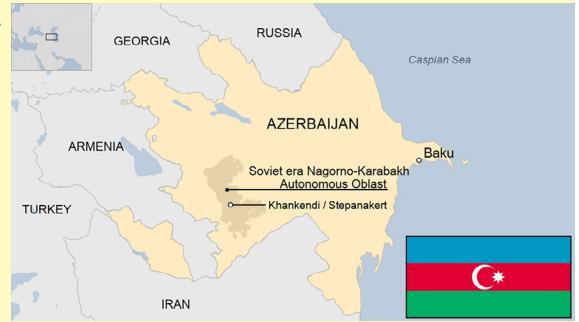 RUSSIA
GEORGIA
Caspian Sea
AZERBAIJAN
ARMENIA
Baku
Soviet era Nagorno-Karabakh
Autonomous Oblast
Khankendi / Stepanakert
TURKEY
IRAN